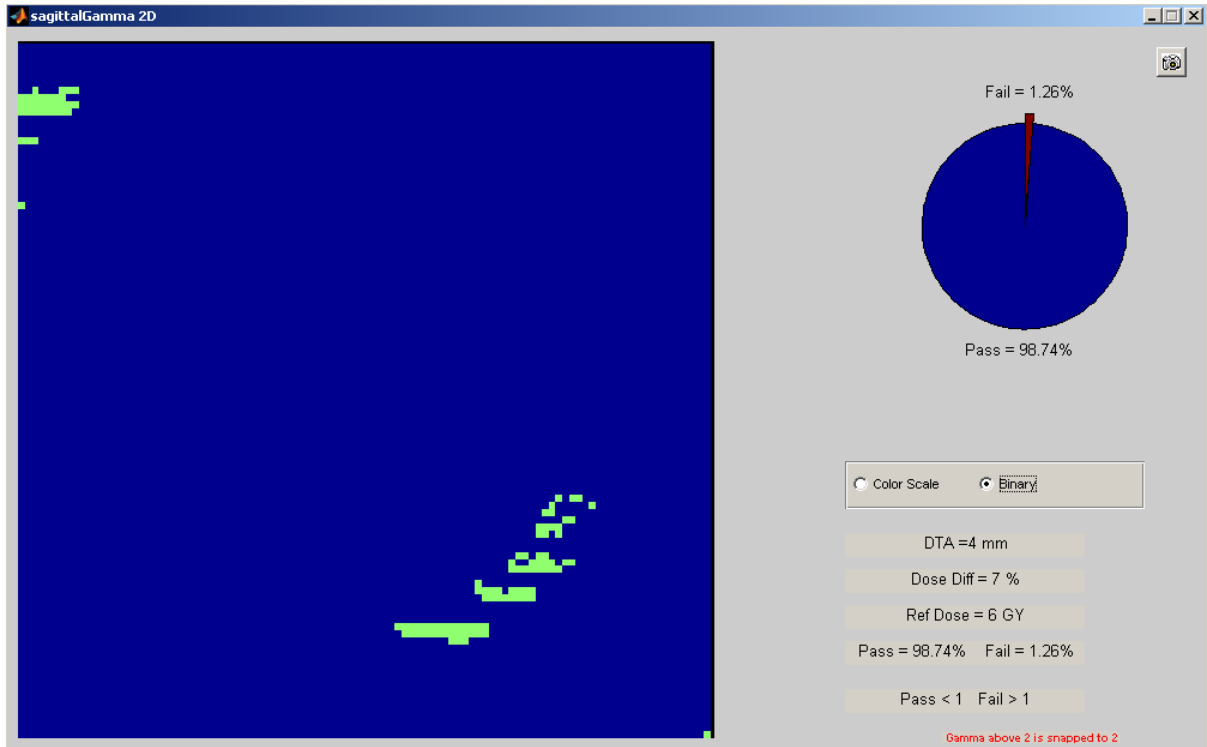 sagittalGamma 2D
Fail = 1.26%
Pass = 98.74%
Color Scale Binary
DTA =4 mm
Dose Diff = 7 %
Ref Dose = 6 GY
Pass = 98.74% Fail = 1.26%
Pass < 1 Fail > 1
Gamma above 2 is snapped to 2